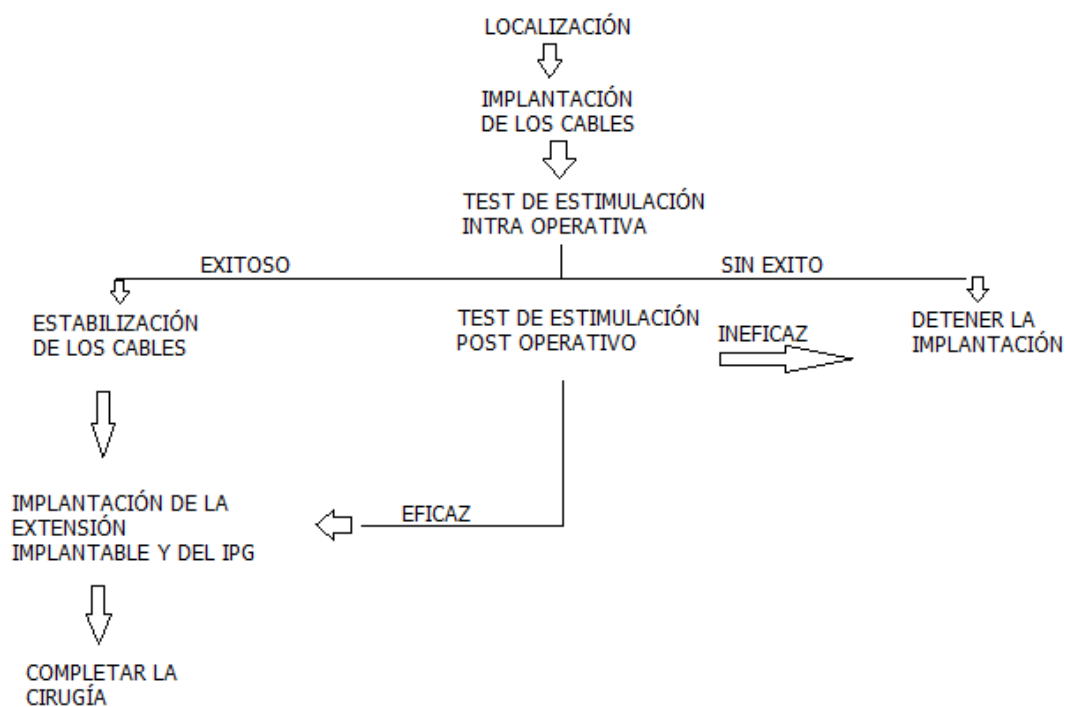 LOCALIZACIÓN
IMPLANTACIÓN
DE LOS CABLES
TEST DE ESTIMULACIÓN
INTRA OPERATIVA
EXITOSO
SIN EXITO
ESTABILIZACIÓN
DE LOS CABLES
TEST DE ESTIMULACIÓN
POST OPERATIVO
INEFICAZ
DETENER LA
IMPLANTACIÓN
IMPLANTACIÓN DE LA
EXTENSIÓN
IMPLANTABLE Y DEL IPG
EFICAZ
COMPLETAR LA
CIRUGÍA